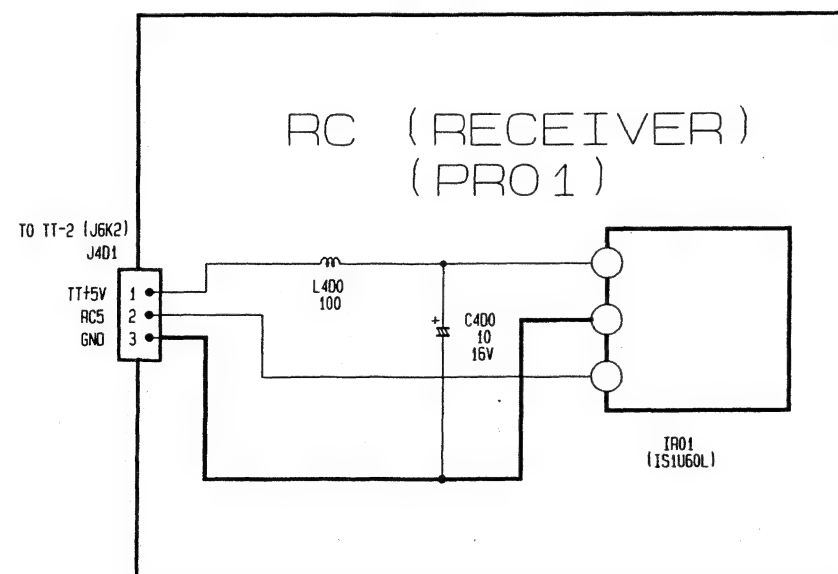 RC (RECEIVER)
(PR01)
TO TT-2 (J6K2)
J4D1
TT+5V 1
RC5 2
GND 3
L4D0
100
+
C4D0
10
16V
IR01
(IS1U60L)